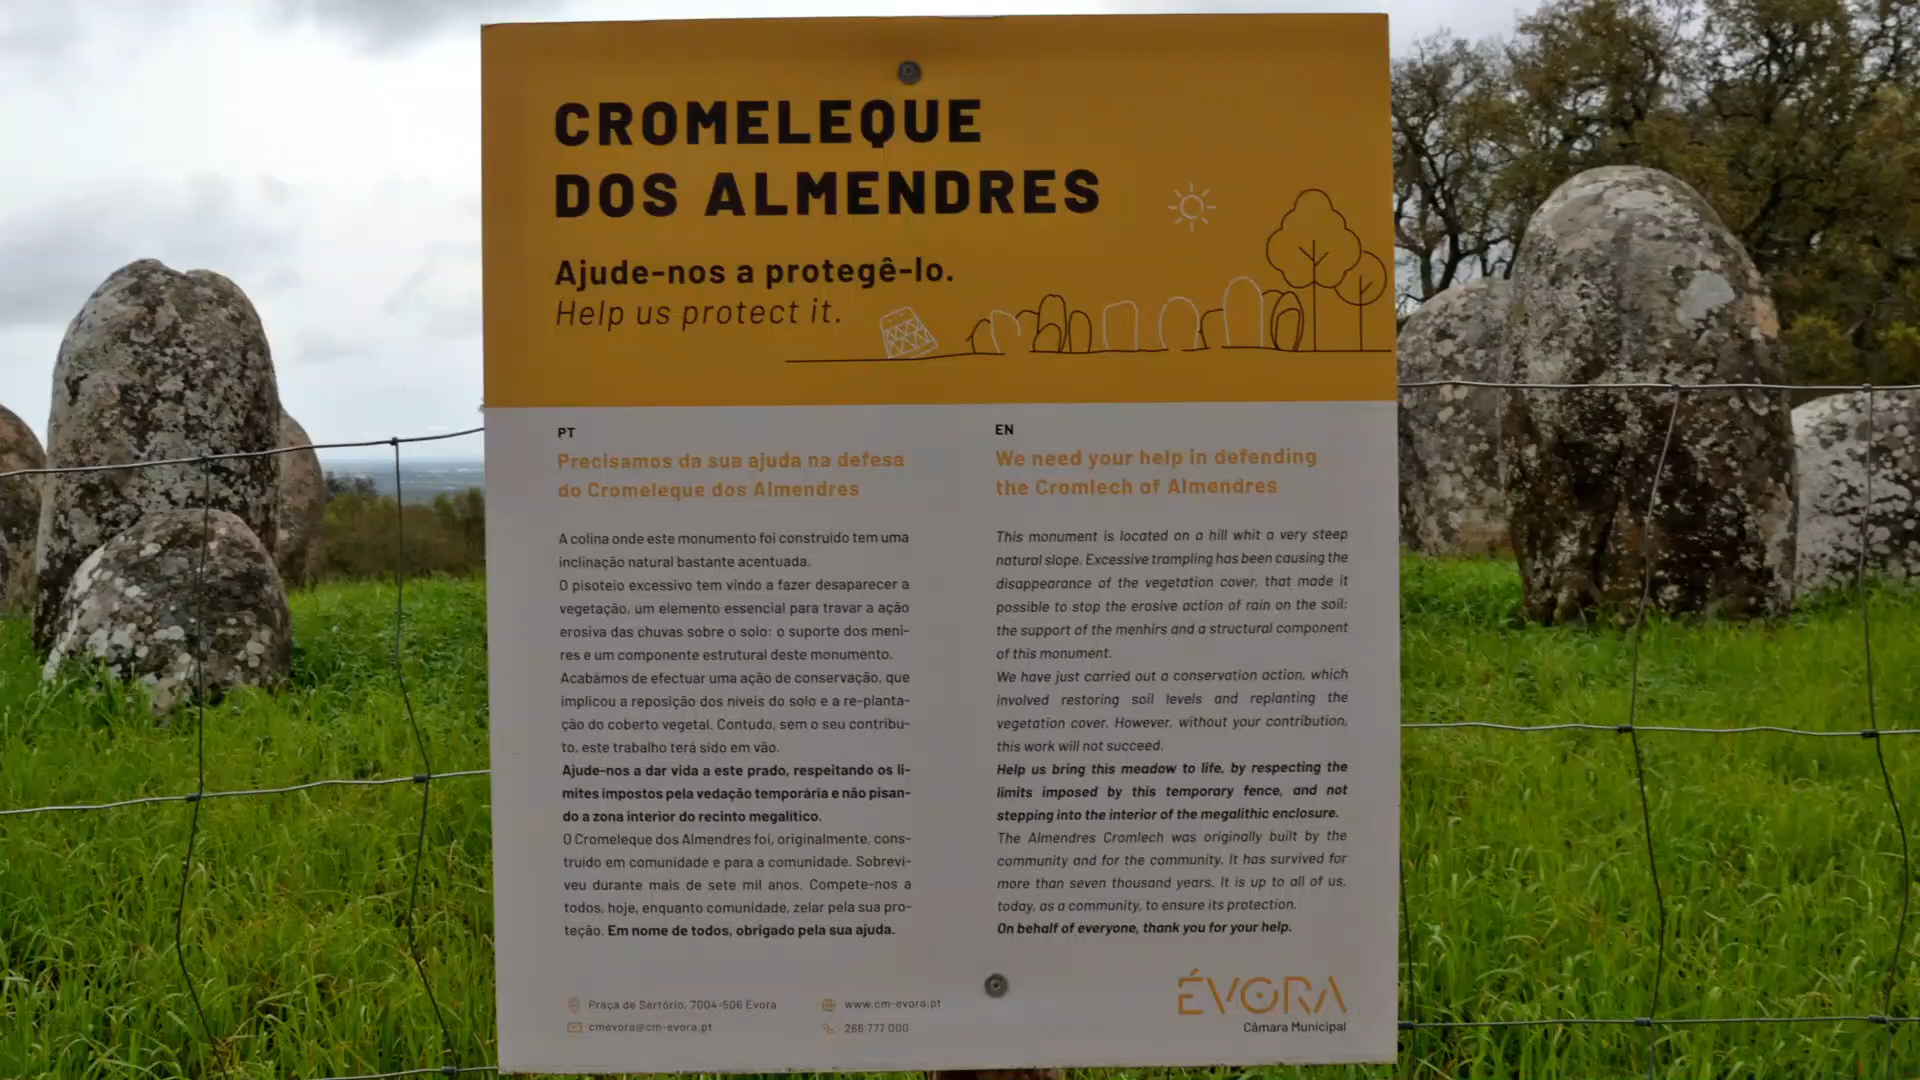 CROMELEQUE
DOS ALMENDRES
Ajude-nos a protegê-lo.
Help us protect it.
PT
Precisamos da sua ajuda na defesa
do Cromeleque dos Almendres
A colina onde este monumento foi construído tem uma
inclinação natural bastante acentuada.
O pisoteio excessivo tem vindo a fazer desaparecer a
vegetação, um elemento essencial para travar a ação
erosiva das chuvas sobre o solo: o suporte dos meni-
res e um componente estrutural deste monumento.
Acabámos de efectuar uma ação de conservação, que
implicou a reposição dos níveis do solo e a re-planta-
ção do coberto vegetal. Contudo, sem o seu contribu-
to, este trabalho terá sido em vão.
Ajude-nos a dar vida a este prado, respeitando os li-
mites impostos pela vedação temporária e não pisan-
do a zona interior do recinto megalítico.
O Cromeleque dos Almendres foi, originalmente, cons-
truído em comunidade e para a comunidade. Sobrevi-
veu durante mais de sete mil anos. Compete-nos a
todos, hoje, enquanto comunidade, zelar pela sua pro-
teção. Em nome de todos, obrigado pela sua ajuda.
EN
We need your help in defending
the Cromlech of Almendres
This monument is located on a hill whit a very steep
natural slope. Excessive trampling has been causing the
disappearance of the vegetation cover, that made it
possible to stop the erosive action of rain on the soil:
the support of the menhirs and a structural component
of this monument.
We have just carried out a conservation action, which
involved restoring soil levels and replanting the
vegetation cover. However, without your contribution,
this work will not succeed.
Help us bring this meadow to life, by respecting the
limits imposed by this temporary fence, and not
stepping into the interior of the megalithic enclosure.
The Almendres Cromlech was originally built by the
community and for the community. It has survived for
more than seven thousand years. It is up to all of us,
today, as a community, to ensure its protection.
On behalf of everyone, thank you for your help.
Praça de Sertório, 7004-506 Évora
cmevora@cm-evora.pt
www.cm-evora.pt
266 777 000
ÉVORA
Câmara Municipal